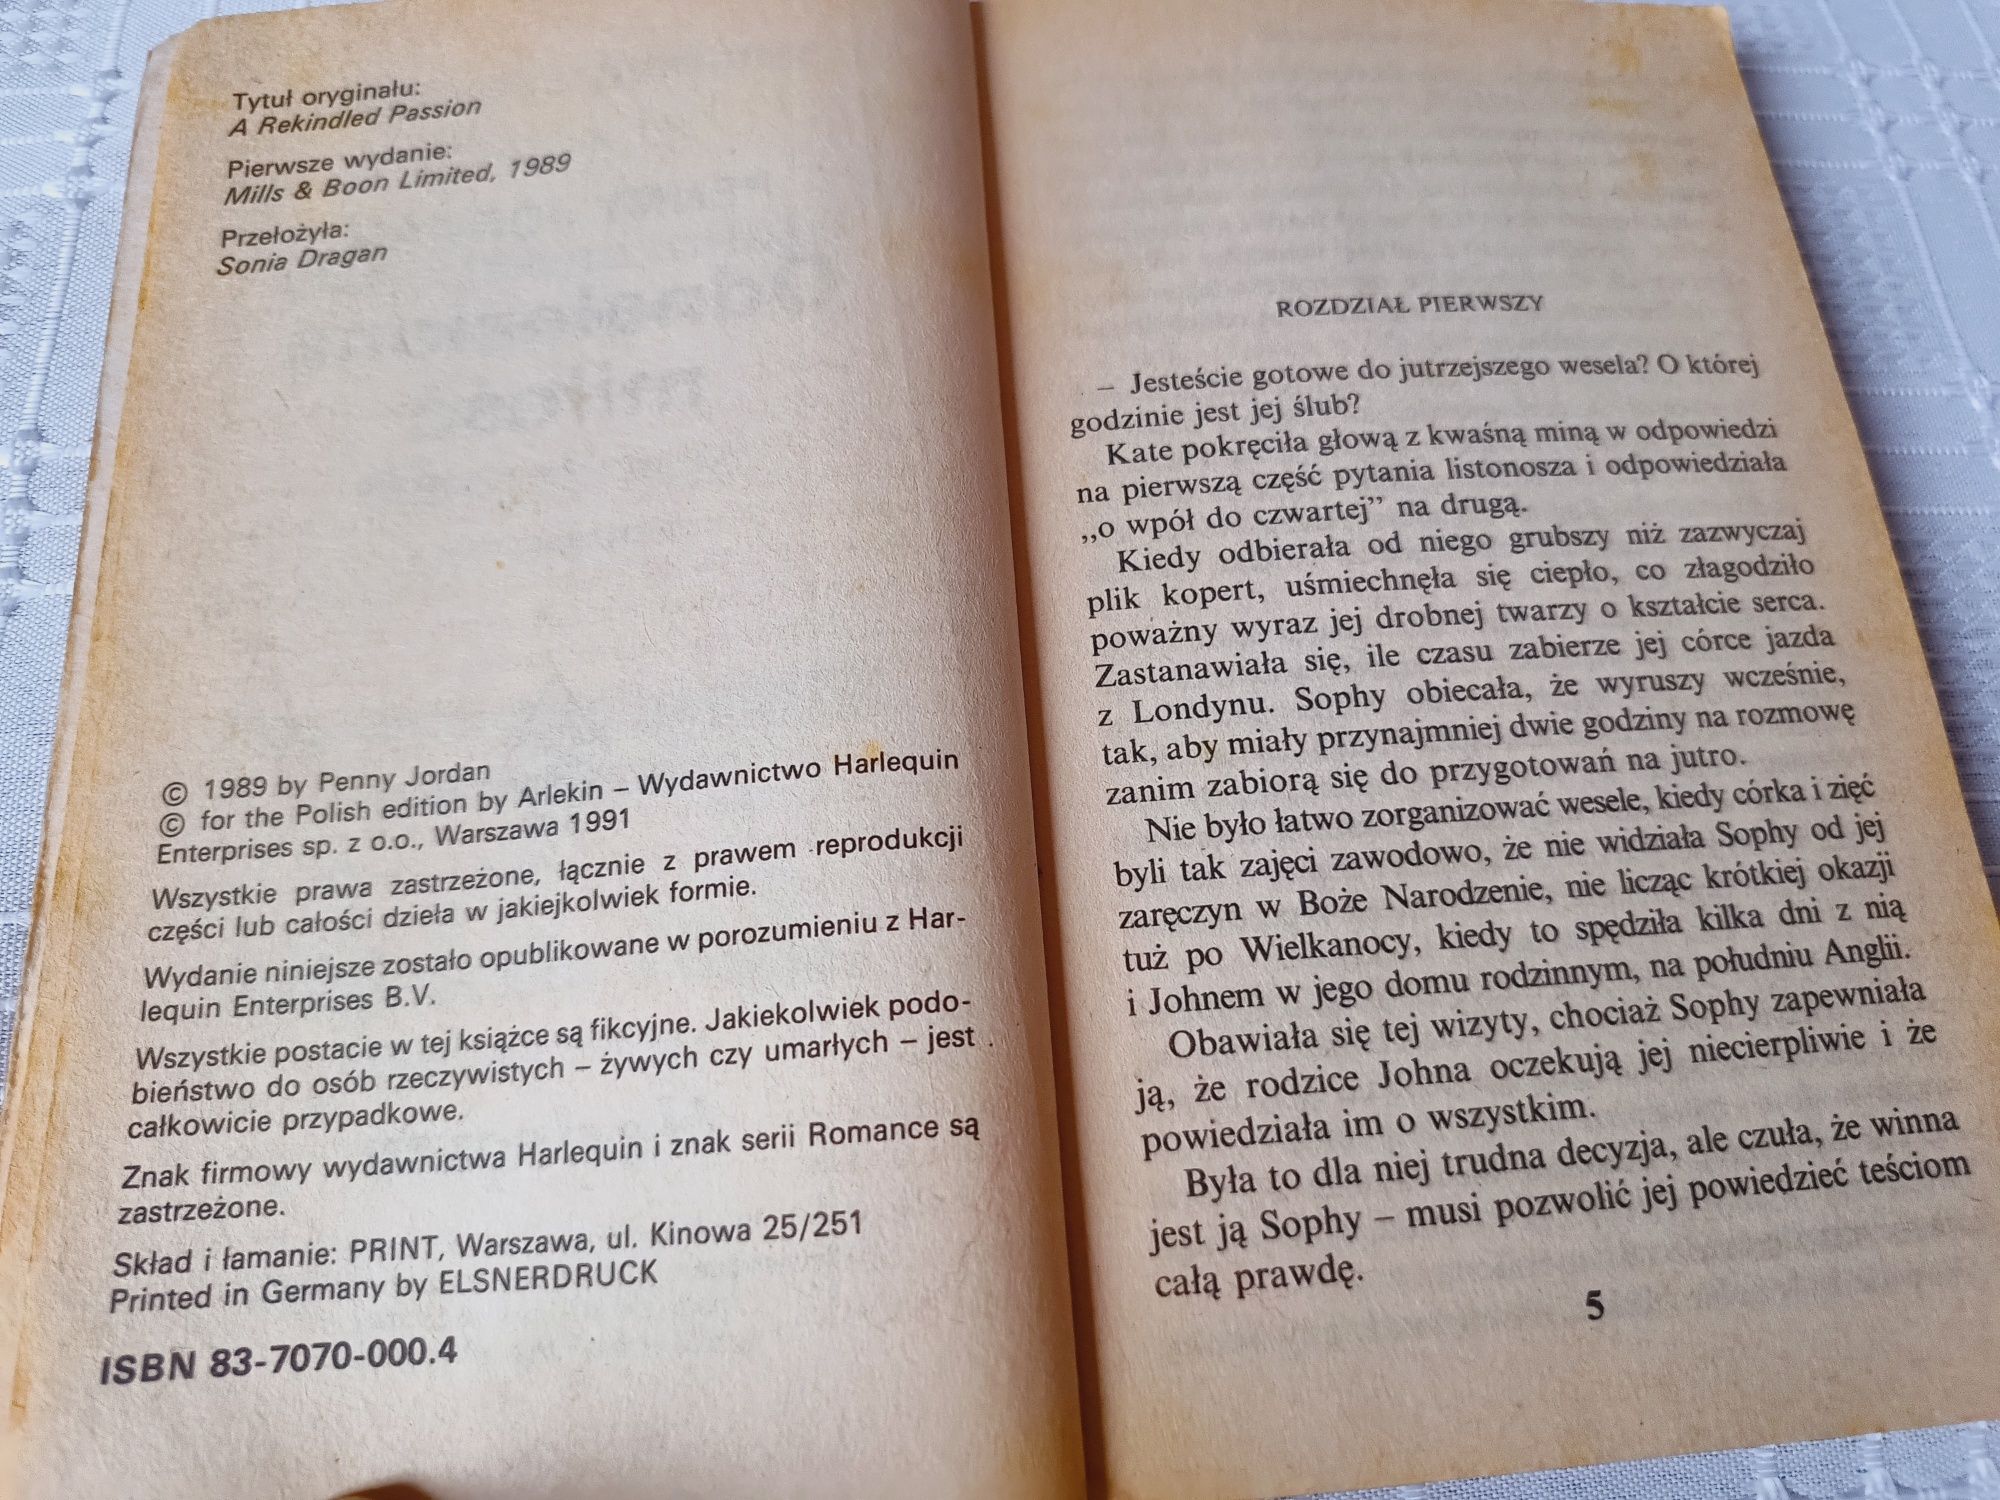 Tytuł oryginału:
A Rekindled Passion
Pierwsze wydanie:
Mills & Boon Limited, 1989
Przełożyła:
Sonia Dragan
© 1989 by Penny Jordan
© for the Polish edition by Arlekin – Wydawnictwo Harlequin
Enterprises sp. z o.o., Warszawa 1991
Wszystkie prawa zastrzeżone, łącznie z prawem reprodukcji
części lub całości dzieła w jakiejkolwiek formie.
Wydanie niniejsze zostało opublikowane w porozumieniu z Har-
lequin Enterprises B.V.
Wszystkie postacie w tej książce są fikcyjne. Jakiekolwiek podo-
bieństwo do osób rzeczywistych – żywych czy umarłych – jest
całkowicie przypadkowe.
Znak firmowy wydawnictwa Harlequin i znak serii Romance są
zastrzeżone.
Skład i łamanie: PRINT, Warszawa, ul. Kinowa 25/251
Printed in Germany by ELSNERDRUCK
ISBN 83-7070-000.4
ROZDZIAŁ PIERWSZY
– Jesteście gotowe do jutrzejszego wesela? O której
godzinie jest jej ślub?
Kate pokręciła głową z kwaśną miną w odpowiedzi
na pierwszą część pytania listonosza i odpowiedziała
„o wpół do czwartej” na drugą.
Kiedy odbierała od niego grubszy niż zazwyczaj
plik kopert, uśmiechnęła się ciepło, co złagodziło
poważny wyraz jej drobnej twarzy o kształcie serca.
Zastanawiała się, ile czasu zabierze jej córce jazda
z Londynu. Sophy obiecała, że wyruszy wcześnie,
tak, aby miały przynajmniej dwie godziny na rozmowę
zanim zabiorą się do przygotowań na jutro.
Nie było łatwo zorganizować wesele, kiedy córka i zięć
byli tak zajęci zawodowo, że nie widziała Sophy od jej
zaręczyn w Boże Narodzenie, nie licząc krótkiej okazji
tuż po Wielkanocy, kiedy to spędziła kilka dni z nią
i Johnem w jego domu rodzinnym, na południu Anglii.
Obawiała się tej wizyty, chociaż Sophy zapewniała
ją, że rodzice Johna oczekują jej niecierpliwie i że
powiedziała im o wszystkim.
Była to dla niej trudna decyzja, ale czuła, że winna
jest ją Sophy – musi pozwolić jej powiedzieć teściom
całą prawdę.
5